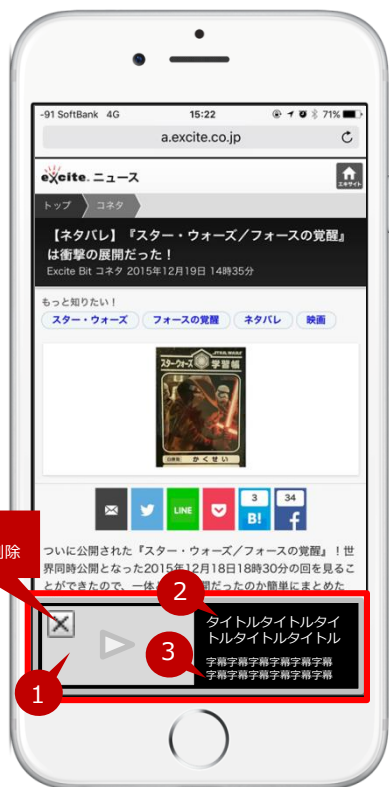 -91 SoftBank 4G 15:22 71%
a.excite.co.jp
excite. ニュース
エキサイト
トップ コネタ
【ネタバレ】『スター・ウォーズ／フォースの覚醒』
は衝撃の展開だった！
Excite Bit コネタ 2015年12月19日 14時35分
もっと知りたい！
スター・ウォーズ フォースの覚醒 ネタバレ 映画
STAR WARS
スター・ウォーズ 学習帳
かくせい
LINE
3
B!
34
f
ついに公開された『スター・ウォーズ／フォースの覚醒』！世
界同時公開となった2015年12月18日18時30分の回を見るこ
とができたので、一体
開だったのか簡単にまとめた
削除
1
2
3
タイトルタイトルタイ
トルタイトルタイトル
字幕字幕字幕字幕字幕字幕
字幕字幕字幕字幕字幕字幕